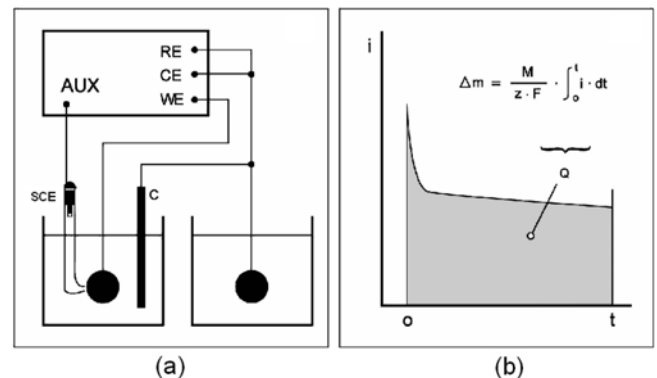 RE
CE
AUX
WE
SCE
C
(a)
i
Δm = M / z · F · ∫₀ᵗ i · dt
Q
o
t
(b)